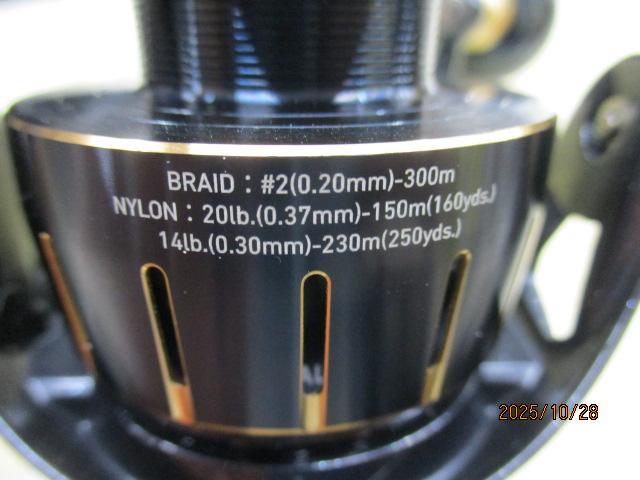 BRAID : #2(0.20mm)-300m
NYLON : 20lb.(0.37mm)-150m(160yds.)
14lb.(0.30mm)-230m(250yds.)
2025/10/28